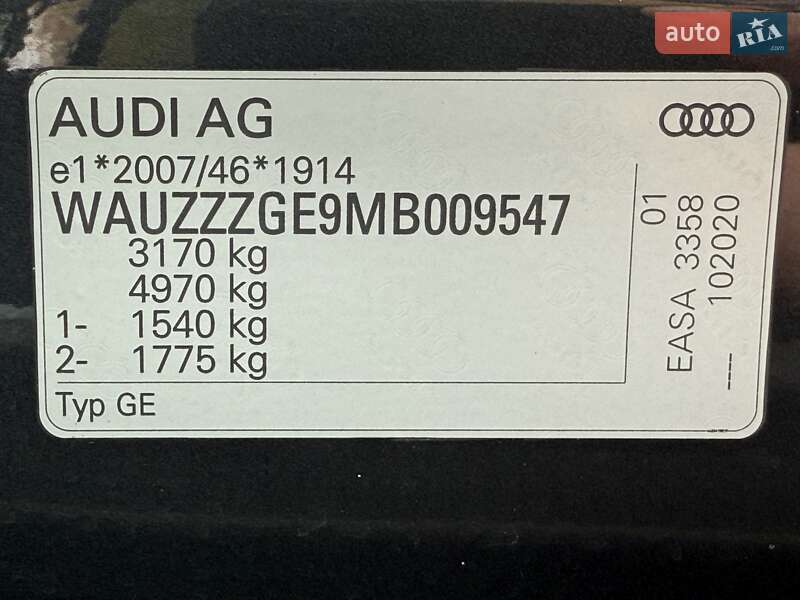 auto RIA .com
AUDI AG
e1*2007/46*1914
WAUZZZGE9MB009547
3170 kg
4970 kg
1- 1540 kg
2- 1775 kg
Typ GE
01
EASA 3358
---- 102020